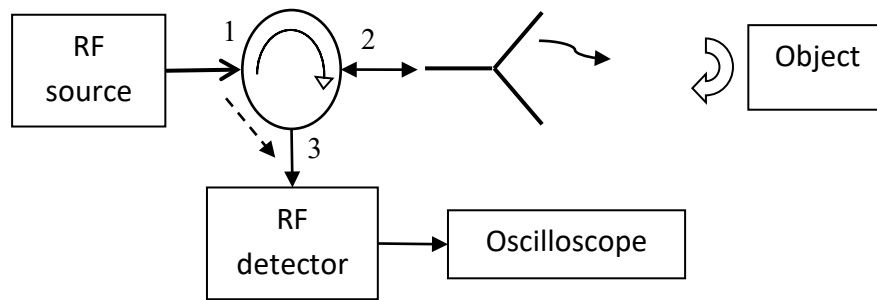 RF
source
1
2
Object
3
RF
detector
Oscilloscope